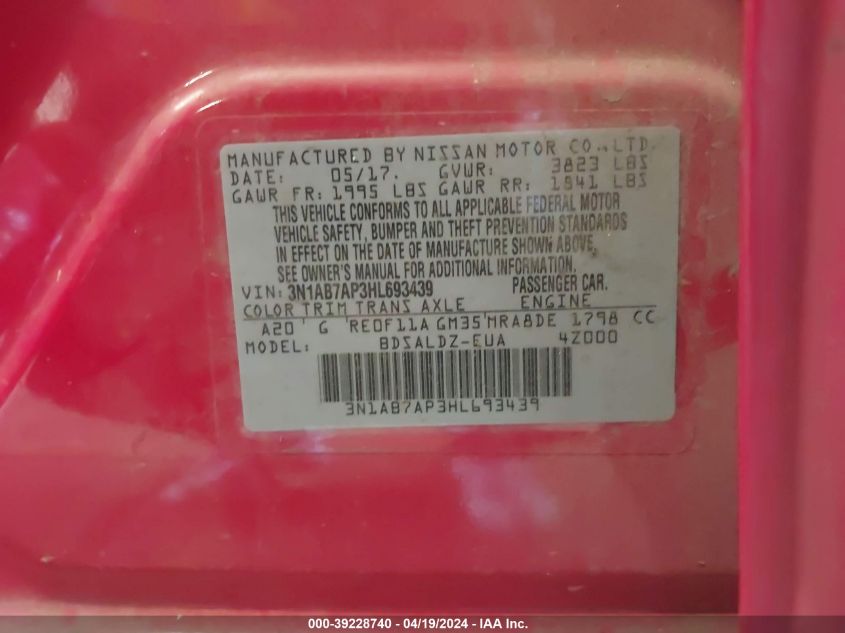 MANUFACTURED BY NISSAN MOTOR CO.,LTD.
DATE: 05/17. GVWR: 3823 LBS
GAWR FR: 1995 LBS GAWR RR: 1841 LBS
THIS VEHICLE CONFORMS TO ALL APPLICABLE FEDERAL MOTOR
VEHICLE SAFETY, BUMPER AND THEFT PREVENTION STANDARDS
IN EFFECT ON THE DATE OF MANUFACTURE SHOWN ABOVE,
SEE OWNER'S MANUAL FOR ADDITIONAL INFORMATION.
VIN: 3N1AB7AP3HL693439 PASSENGER CAR.
COLOR TRIM TRANS AXLE ENGINE
A20 G RE0F11A GM35 MRA8DE 1798 CC
MODEL: BDSALDZ-EUA 4Z000
3N1AB7AP3HL693439
000-39228740 - 04/19/2024 - IAA Inc.